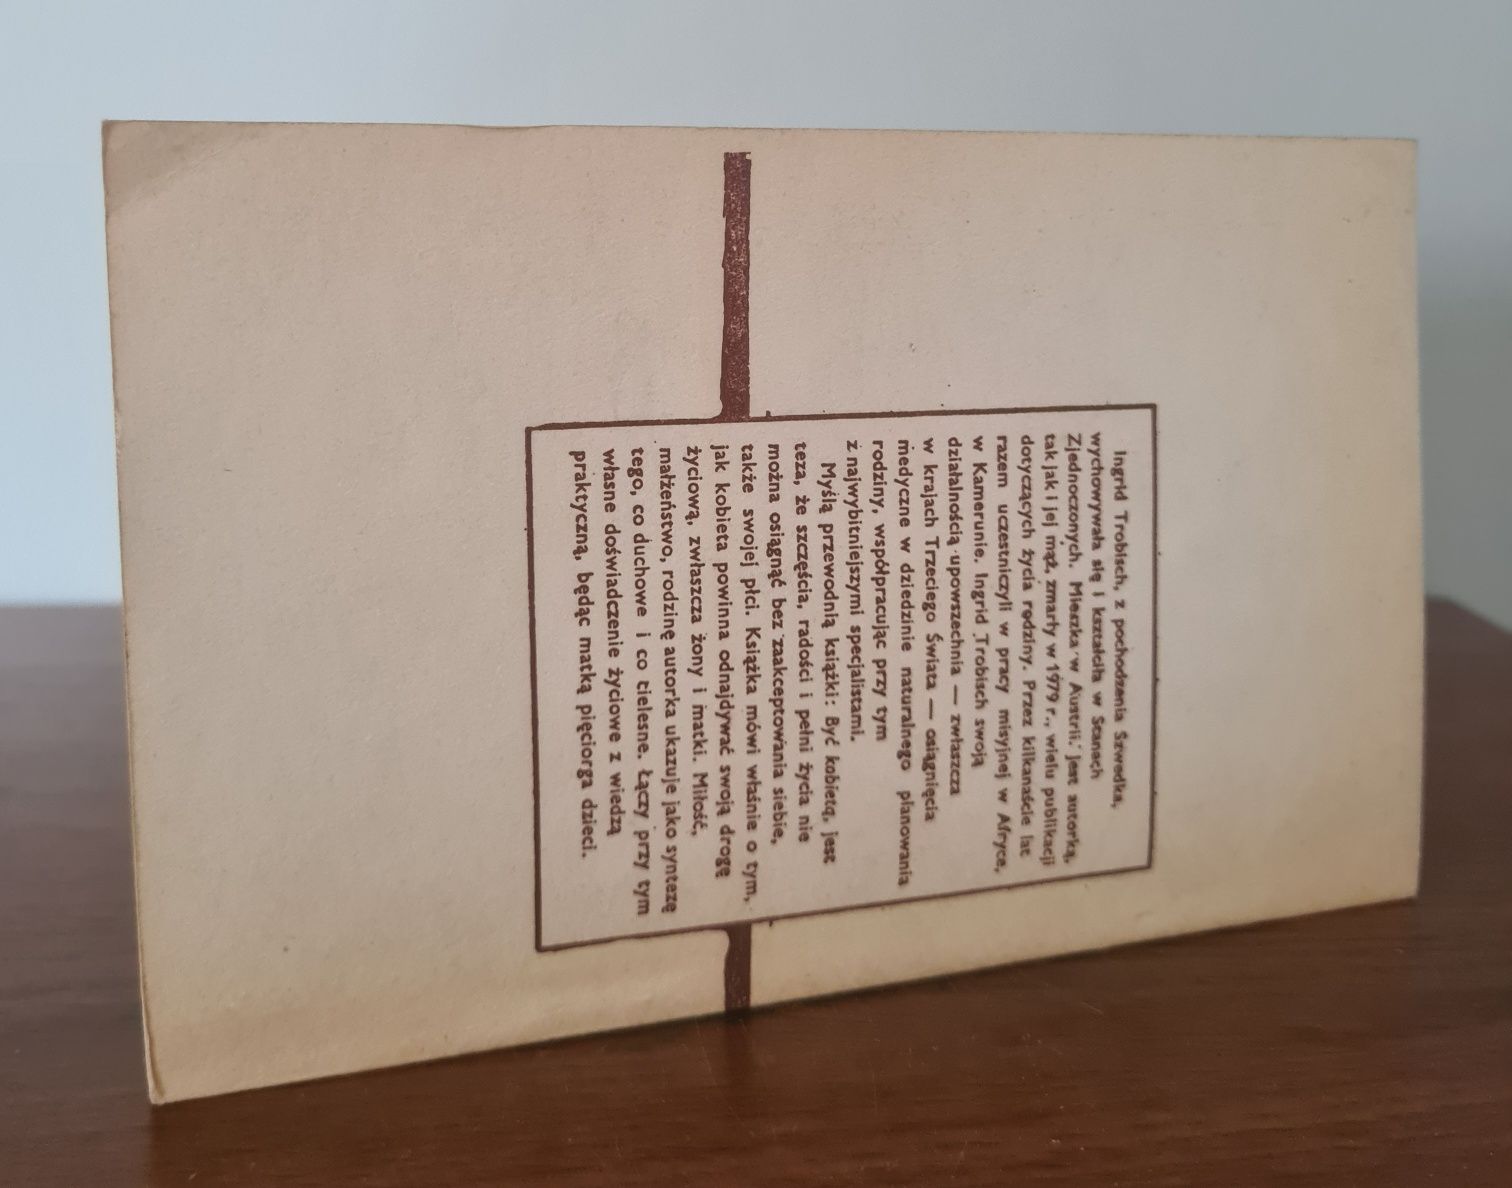 Ingrid Trobisch, z pochodzenia Szwedka,
wychowywała się i kształciła w Stanach
Zjednoczonych. Mieszka w Austrii. Jest autorką,
tak jak i jej mąż, zmarły w 1979 r., wielu publikacji
dotyczących życia rodziny. Przez kilkanaście lat
razem uczestniczyli w pracy misyjnej w Afryce,
w Kamerunie. Ingrid Trobisch swoją
działalnością upowszechnia — zwłaszcza
w krajach Trzeciego Świata — osiągnięcia
medyczne w dziedzinie naturalnego planowania
rodziny, współpracując przy tym
z najwybitniejszymi specjalistami.
Myślą przewodnią książki: Być kobietą, jest
teza, że szczęścia, radości i pełni życia nie
można osiągnąć bez zaakceptowania siebie,
także swojej płci. Książka mówi właśnie o tym,
jak kobieta powinna odnajdywać swoją drogę
życiową, zwłaszcza żony i matki. Miłość,
małżeństwo, rodzinę autorka ukazuje jako syntezę
tego, co duchowe i co cielesne. Łączy przy tym
własne doświadczenie życiowe z wiedzą
praktyczną, będąc matką pięciorga dzieci.